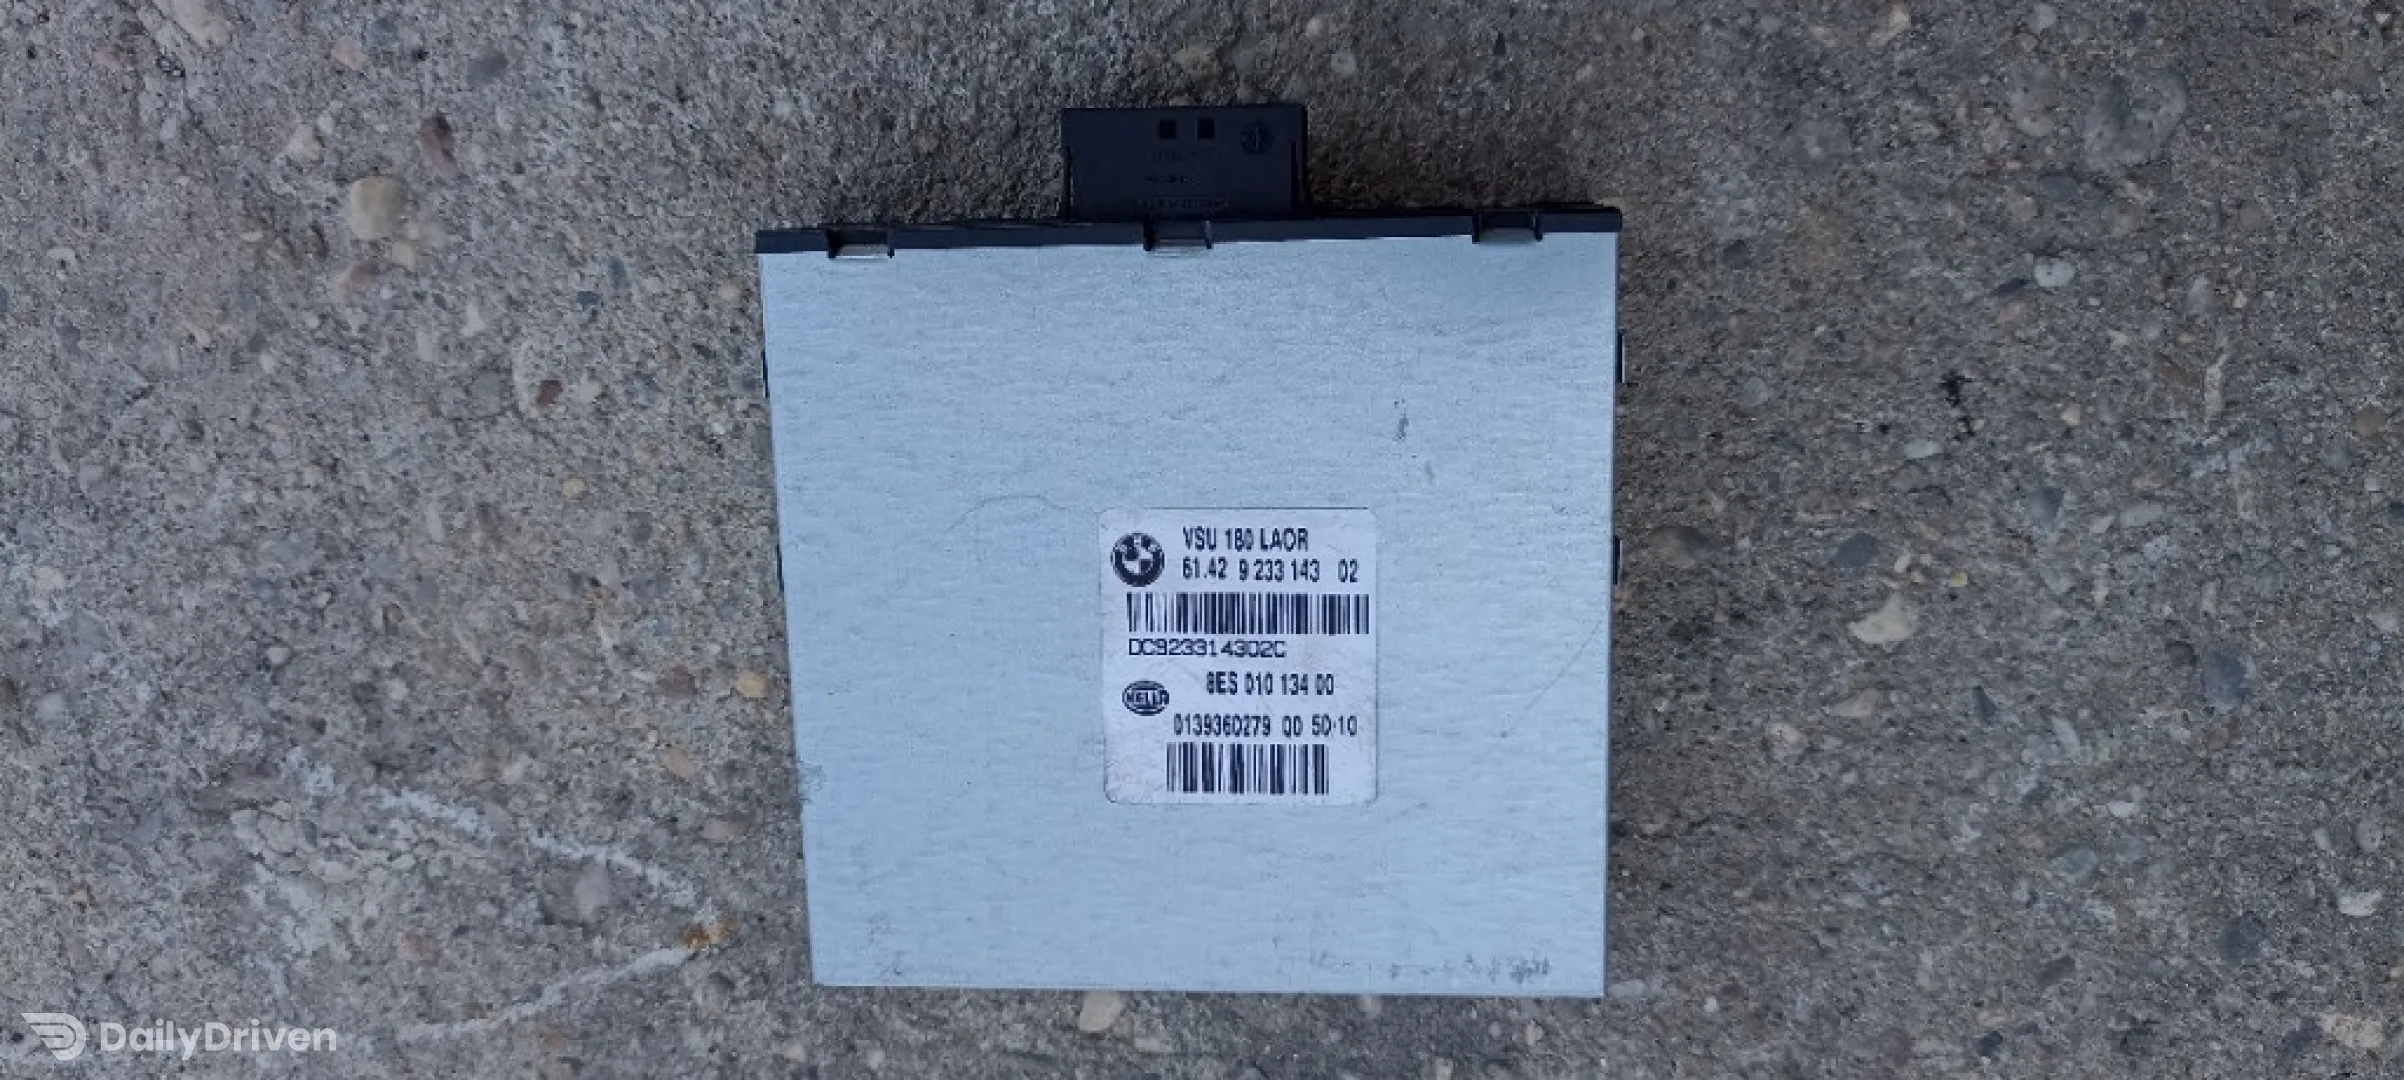 VSU 180 LAOR
61.42 9 233 143 02
DC923314302C
8ES 010 134 00
HELLA
0139360279 00 50·10
DailyDriven